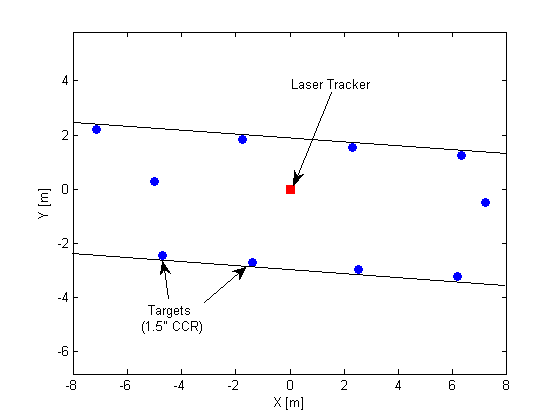 Laser Tracker
4
2
0
-2
-4
-6
Y [m]
Targets
(1.5" CCR)
-8 -6 -4 -2 0 2 4 6 8
X [m]